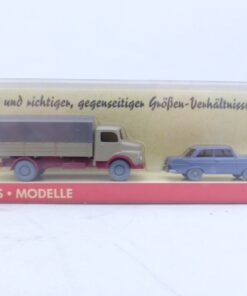 und richtiger, gegenseitiger Größen-Verhältnisse
S • MODELLE